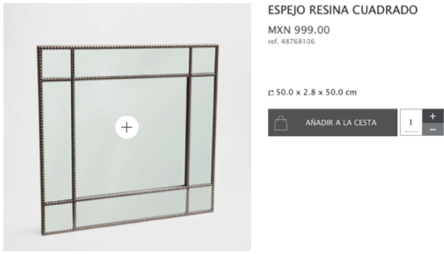 ESPEJO RESINA CUADRADO
MXN 999.00
ref. 48768106
50.0 x 2.8 x 50.0 cm
AÑADIR A LA CESTA
1
+
−